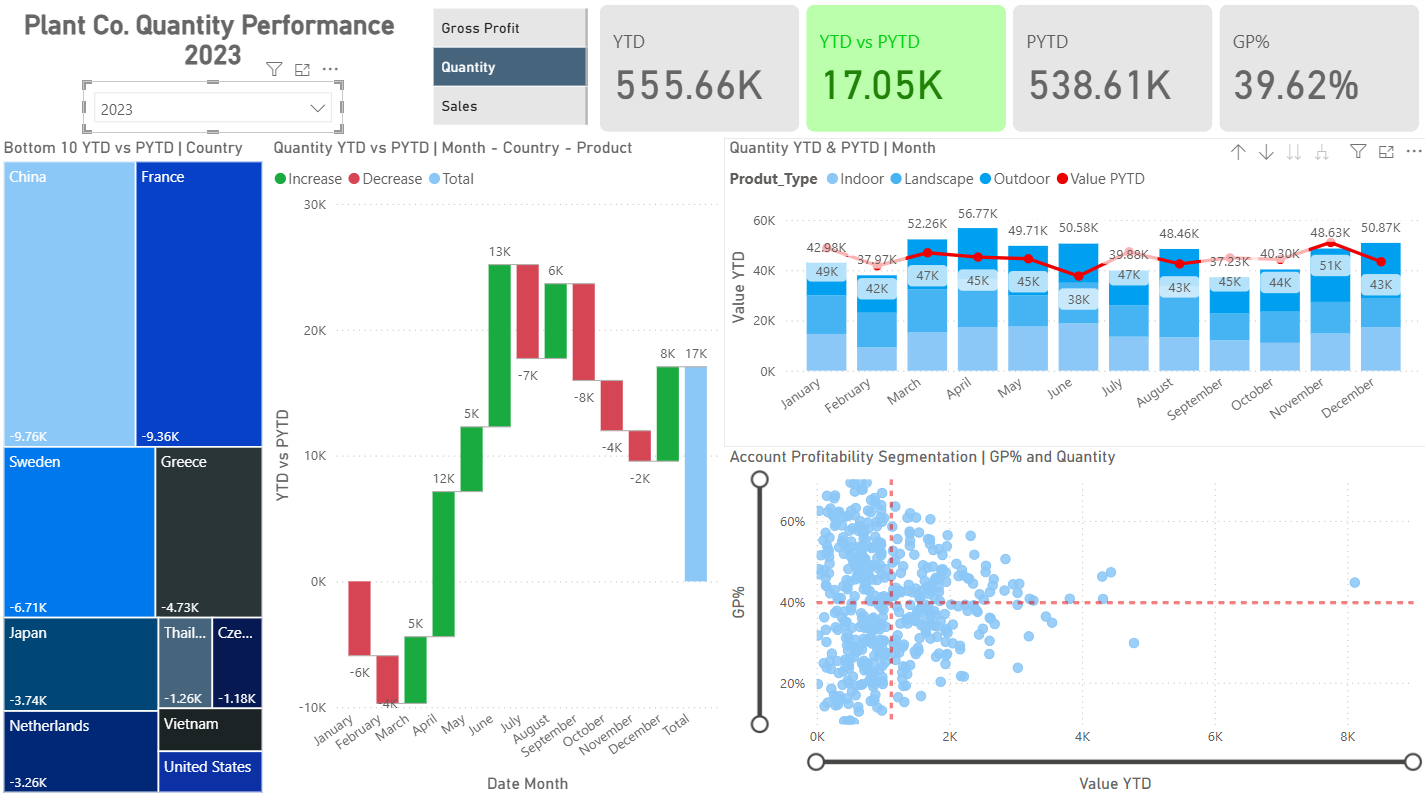 Plant Co. Quantity Performance
2023
2023
Gross Profit
Quantity
Sales
YTD
555.66K
YTD vs PYTD
17.05K
PYTD
538.61K
GP%
39.62%
Bottom 10 YTD vs PYTD | Country
China
-9.76K
France
-9.36K
Sweden
-6.71K
Greece
-4.73K
Japan
-3.74K
Thail...
-1.26K
Cze...
-1.18K
Netherlands
-3.26K
Vietnam
United States
Quantity YTD vs PYTD | Month - Country - Product
Increase Decrease Total
YTD vs PYTD
30K
20K
10K
0K
-10K
-6K
-4K
5K
12K
5K
13K
-7K
6K
-8K
-4K
-2K
8K
17K
January
February
March
April
May
June
July
August
September
October
November
December
Total
Date Month
Quantity YTD & PYTD | Month
Produt_Type Indoor Landscape Outdoor Value PYTD
Value YTD
60K
40K
20K
0K
42.98K
37.97K
52.26K
56.77K
49.71K
50.58K
39.88K
48.46K
37.23K
40.30K
48.63K
50.87K
49K
42K
47K
45K
45K
38K
47K
43K
45K
44K
51K
43K
January
February
March
April
May
June
July
August
September
October
November
December
Account Profitability Segmentation | GP% and Quantity
GP%
60%
40%
20%
0K
2K
4K
6K
8K
Value YTD